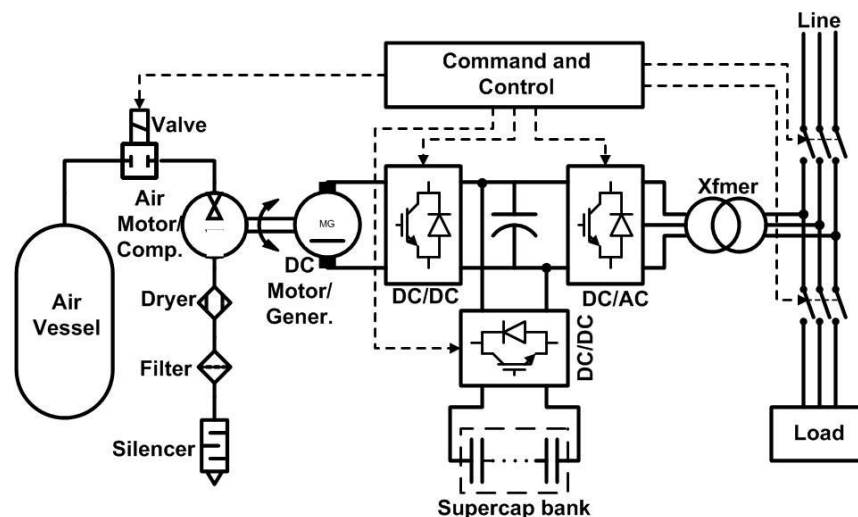 Line
Command and
Control
Valve
Air
Motor/
Comp.
Xfmer
MG
DC
Motor/
Gener.
DC/DC
DC/AC
Air
Vessel
Dryer
DC/DC
Filter
Silencer
Load
Supercap bank